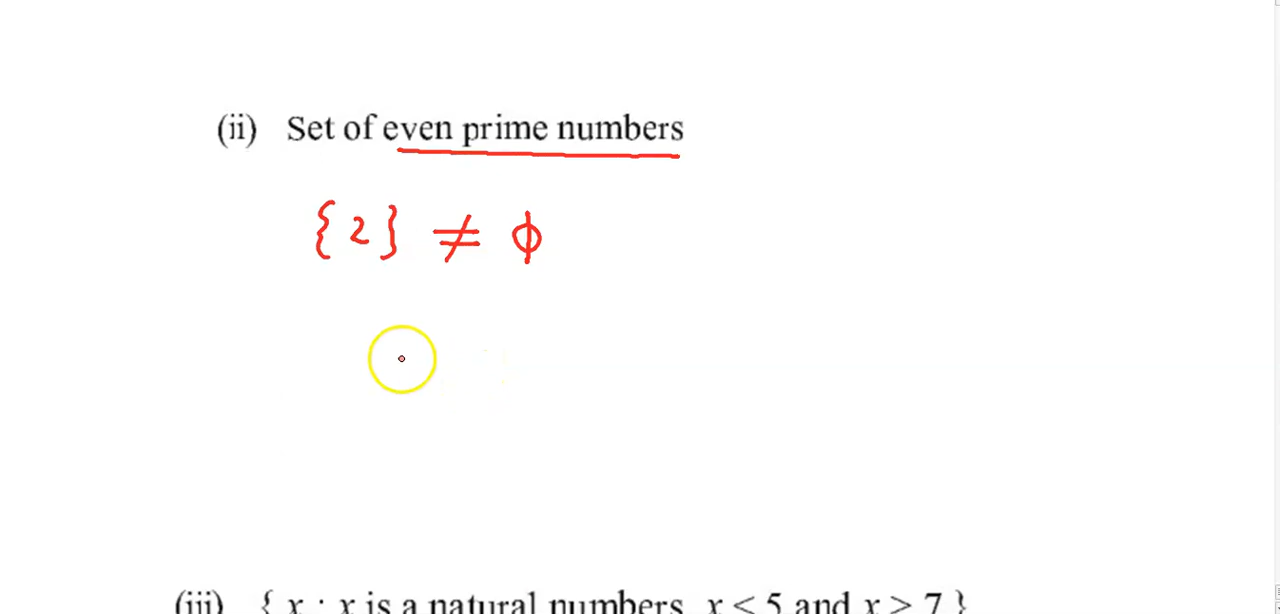 (ii) Set of even prime numbers
{2} ≠ ϕ
(iii) { x : x is a natural numbers, x < 5 and x > 7 }